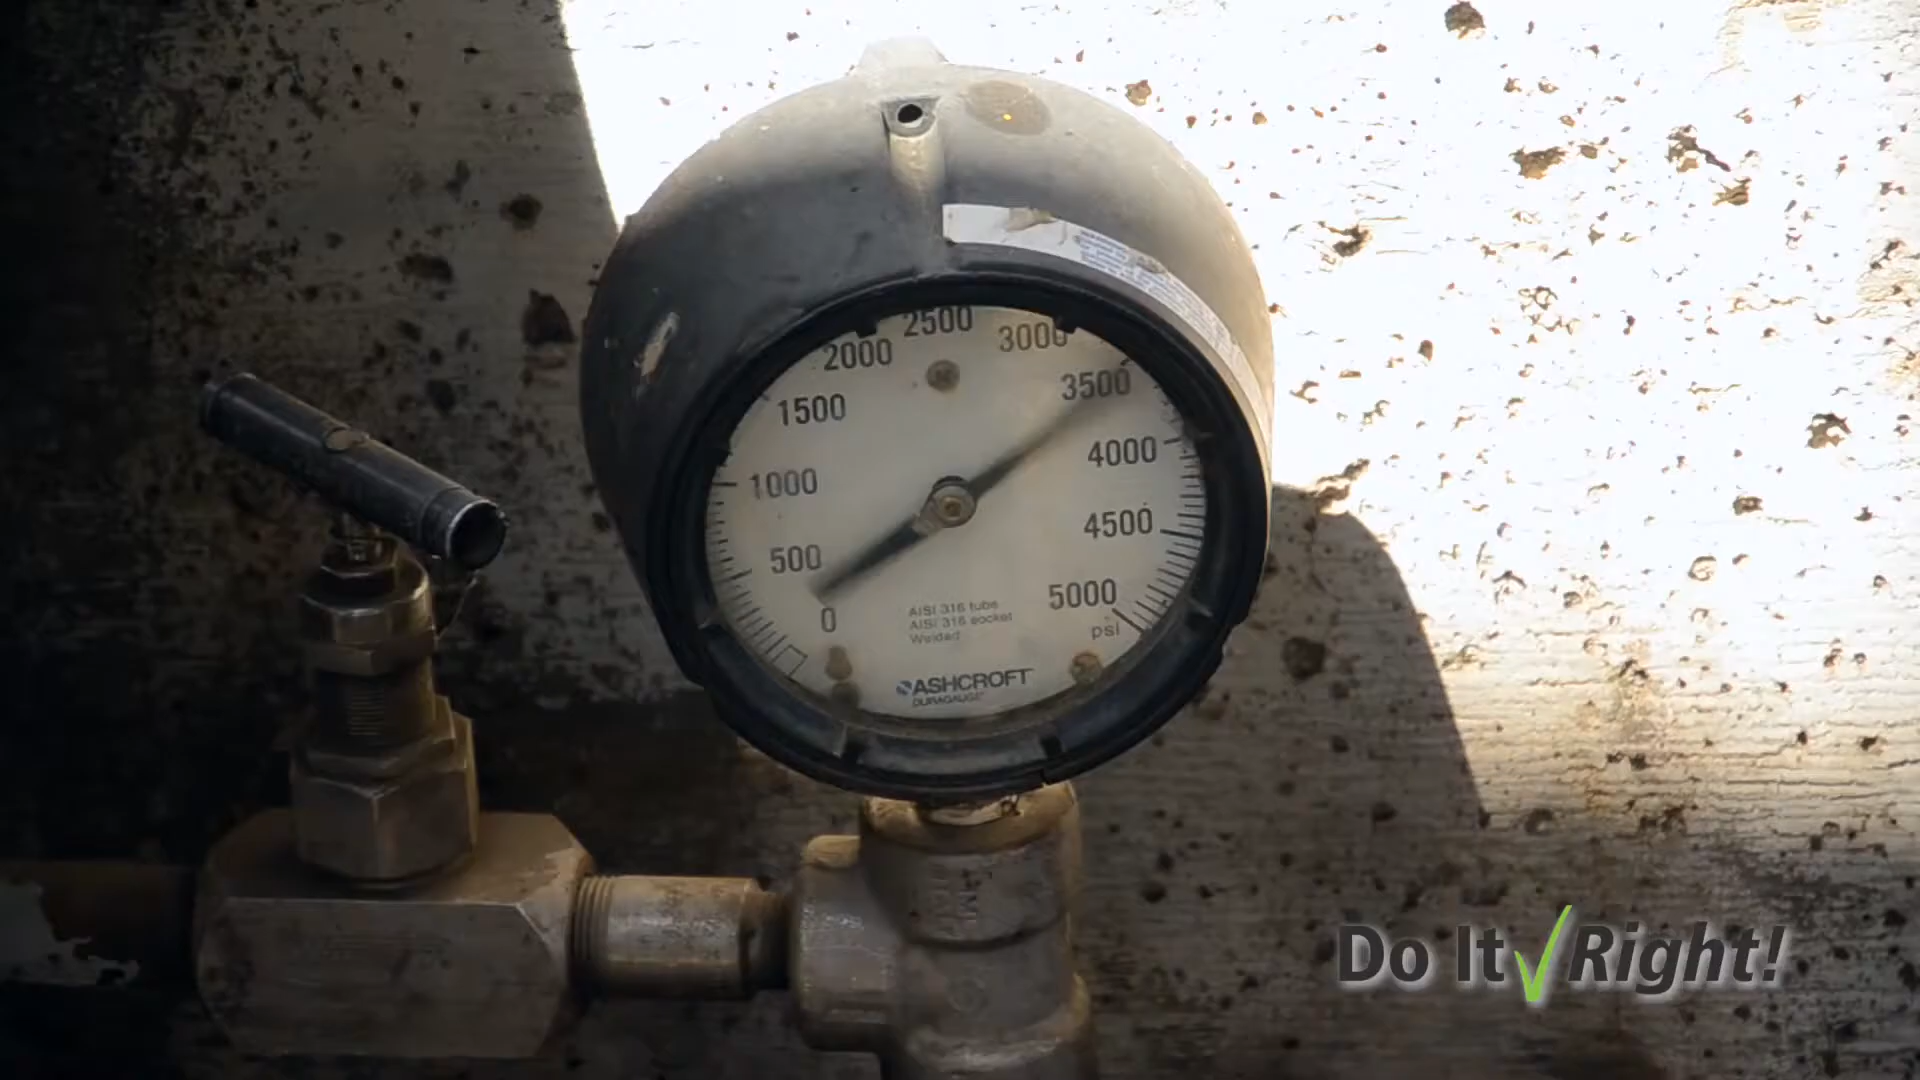 2500
2000
3000
1500
3500
1000
4000
500
4500
0
5000
psi
AISI 316 tube
AISI 316 socket
Welded
ASHCROFT
DURAGAUGE
Do It Right!